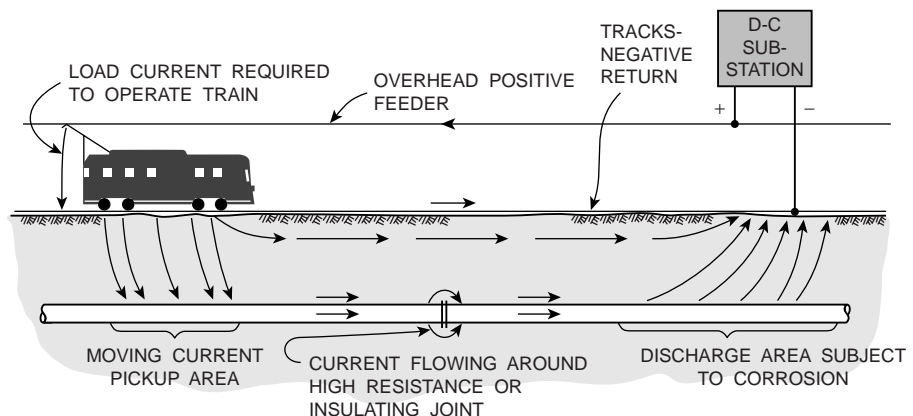 D-C
SUB-
STATION
TRACKS-
NEGATIVE
RETURN
LOAD CURRENT REQUIRED
TO OPERATE TRAIN
OVERHEAD POSITIVE
FEEDER
+ −
MOVING CURRENT
PICKUP AREA
CURRENT FLOWING AROUND
HIGH RESISTANCE OR
INSULATING JOINT
DISCHARGE AREA SUBJECT
TO CORROSION